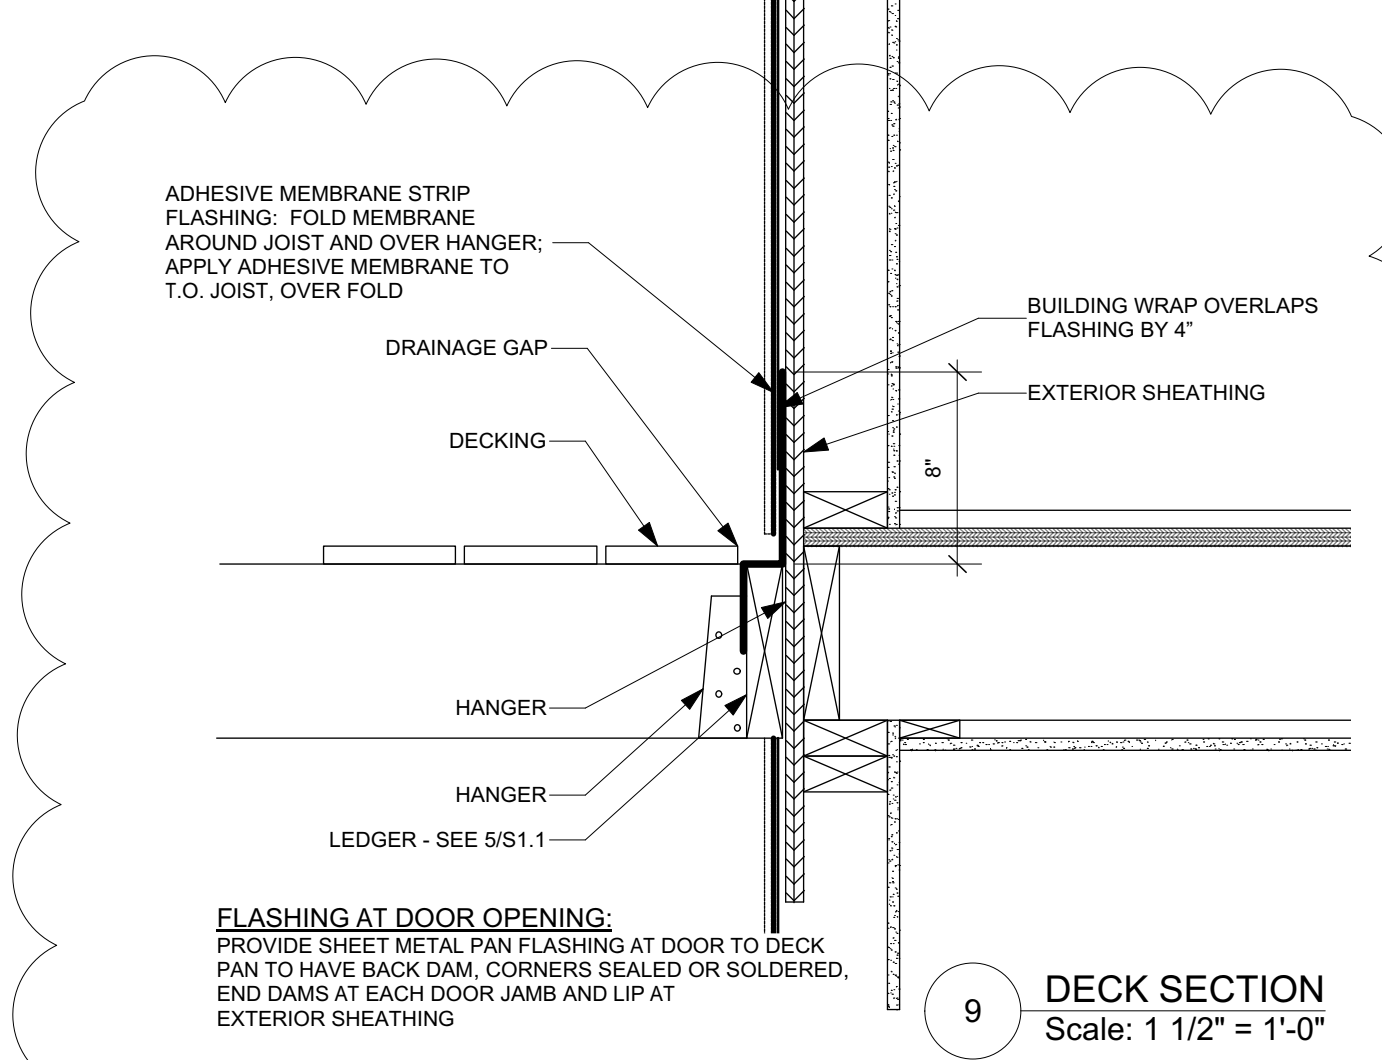 ADHESIVE MEMBRANE STRIP
FLASHING: FOLD MEMBRANE
AROUND JOIST AND OVER HANGER;
APPLY ADHESIVE MEMBRANE TO
T.O. JOIST, OVER FOLD
DRAINAGE GAP
DECKING
BUILDING WRAP OVERLAPS
FLASHING BY 4”
EXTERIOR SHEATHING
8"
HANGER
HANGER
LEDGER - SEE 5/S1.1
FLASHING AT DOOR OPENING:
PROVIDE SHEET METAL PAN FLASHING AT DOOR TO DECK
PAN TO HAVE BACK DAM, CORNERS SEALED OR SOLDERED,
END DAMS AT EACH DOOR JAMB AND LIP AT
EXTERIOR SHEATHING
9
DECK SECTION
Scale: 1 1/2" = 1'-0"